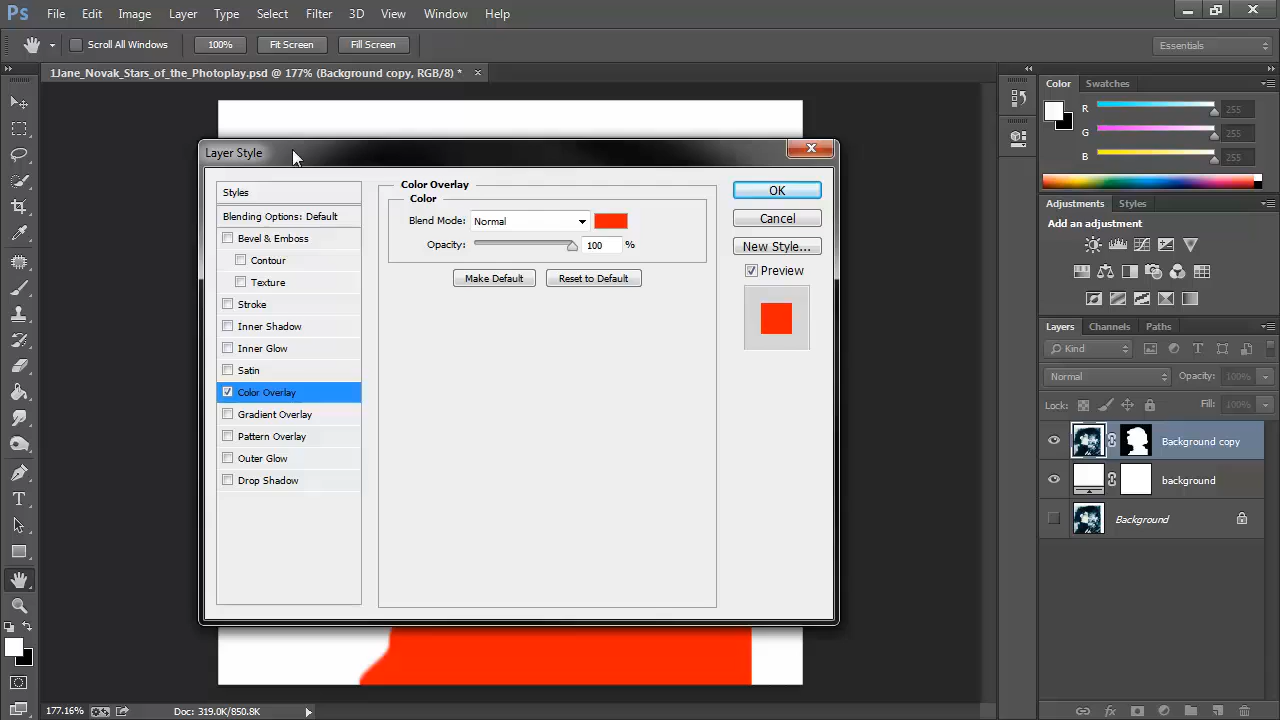 Ps File Edit Image Layer Type Select Filter 3D View Window Help
Scroll All Windows 100% Fit Screen Fill Screen Essentials
1Jane_Novak_Stars_of_the_Photoplay.psd @ 177% (Background copy, RGB/8) *
Layer Style
Styles
Blending Options: Default
Bevel & Emboss
Contour
Texture
Stroke
Inner Shadow
Inner Glow
Satin
Color Overlay
Gradient Overlay
Pattern Overlay
Outer Glow
Drop Shadow
Color Overlay
Color
Blend Mode: Normal
Opacity: 100 %
Make Default Reset to Default
OK
Cancel
New Style...
Preview
Color Swatches
R 255
G 255
B 255
Adjustments Styles
Add an adjustment
Layers Channels Paths
Kind
Normal Opacity: 100%
Lock: Fill: 100%
Background copy
background
Background
177.16% Doc: 319.0K/850.8K